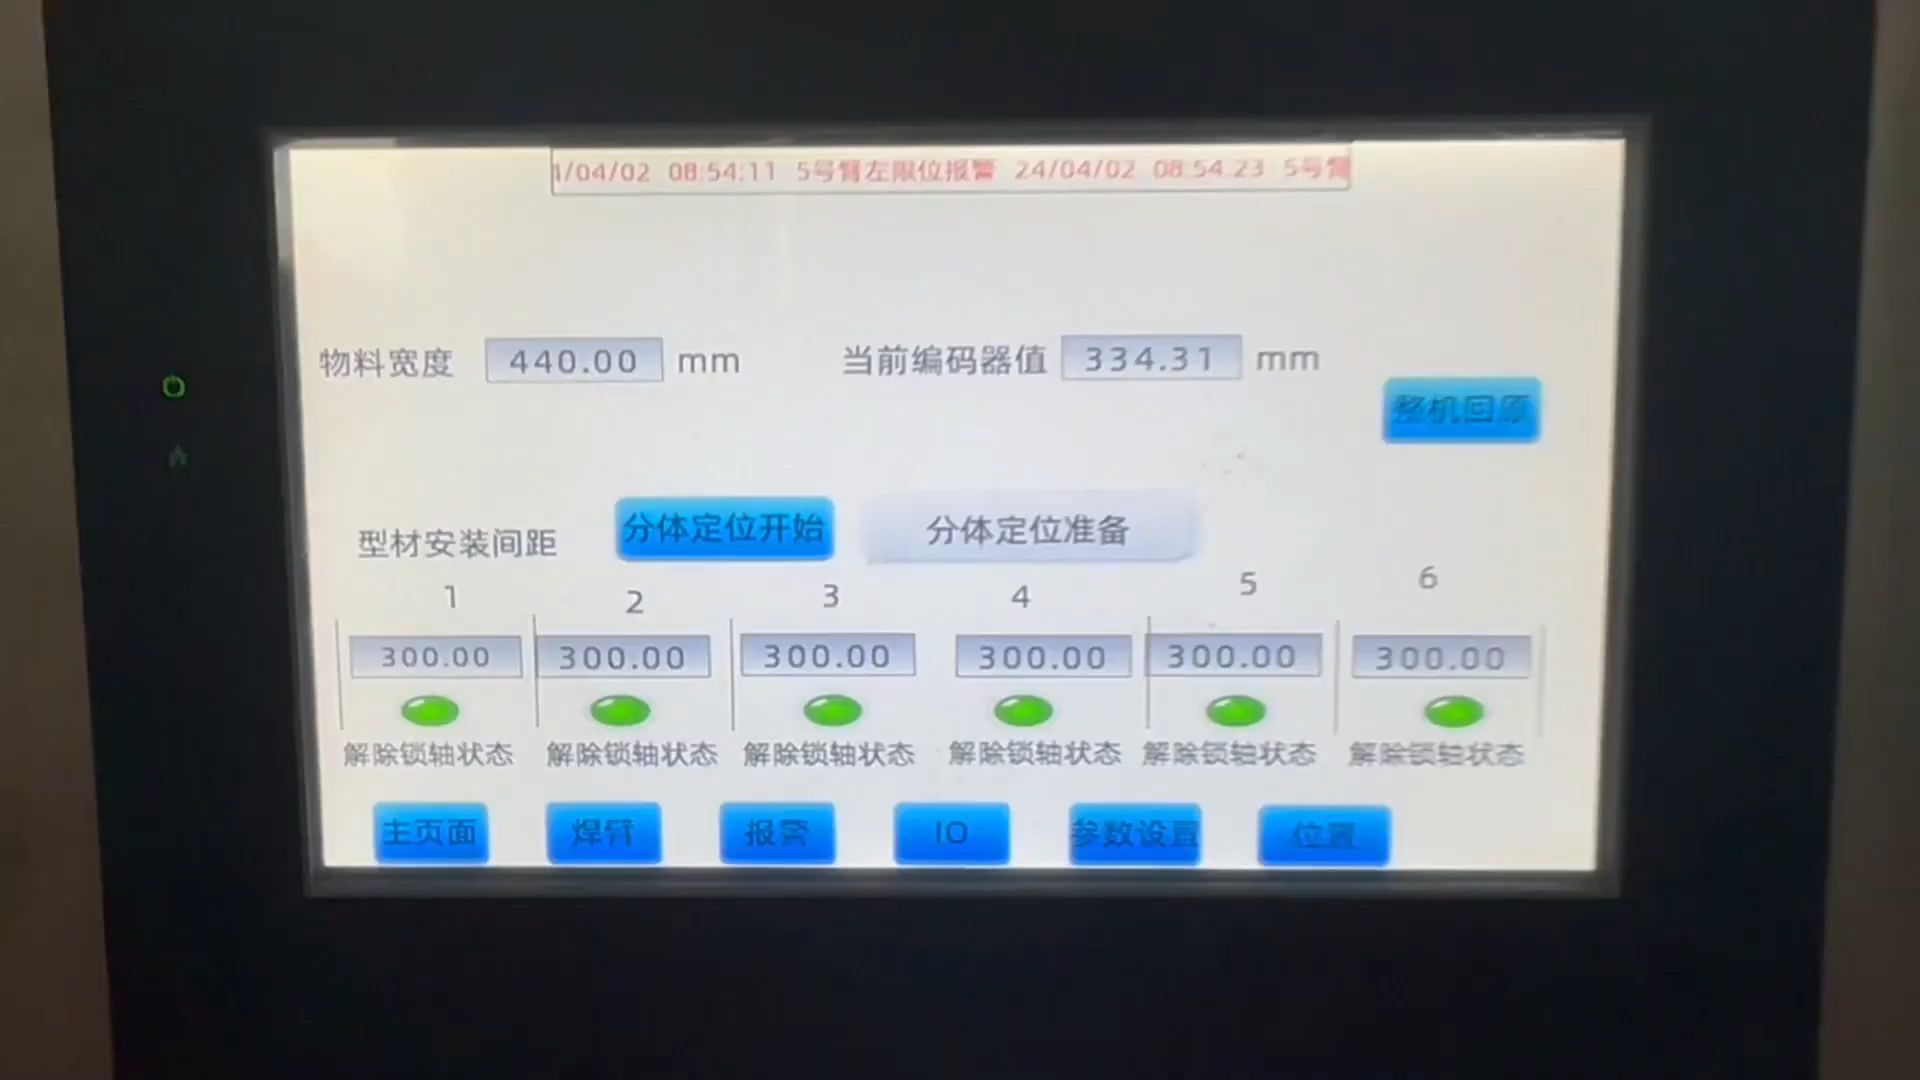 1/04/02 08:54:11 5号臂左限位报警 24/04/02 08:54:23 5号臂
物料宽度 440.00 mm 当前编码器值 334.31 mm
整机回原
型材安装间距 分体定位开始 分体定位准备
1 2 3 4 5 6
300.00 300.00 300.00 300.00 300.00 300.00
解除锁轴状态 解除锁轴状态 解除锁轴状态 解除锁轴状态 解除锁轴状态 解除锁轴状态
主页面 焊臂 报警 IO 参数设置 位置